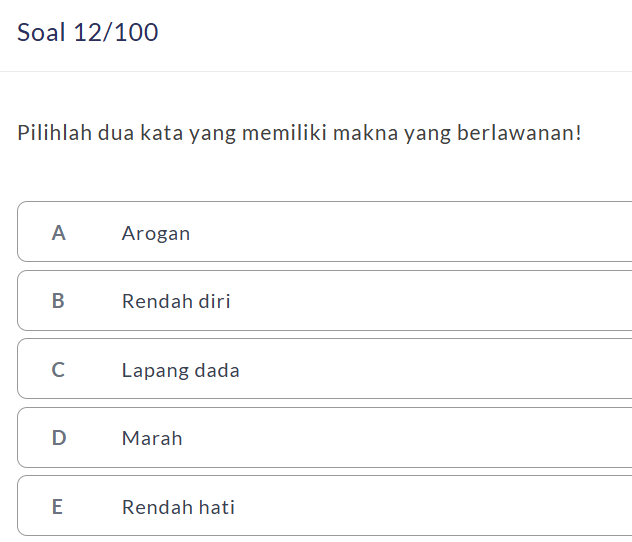 Soal 12/100
Pilihlah dua kata yang memiliki makna yang berlawanan!
A Arogan
B Rendah diri
C Lapang dada
D Marah
E Rendah hati